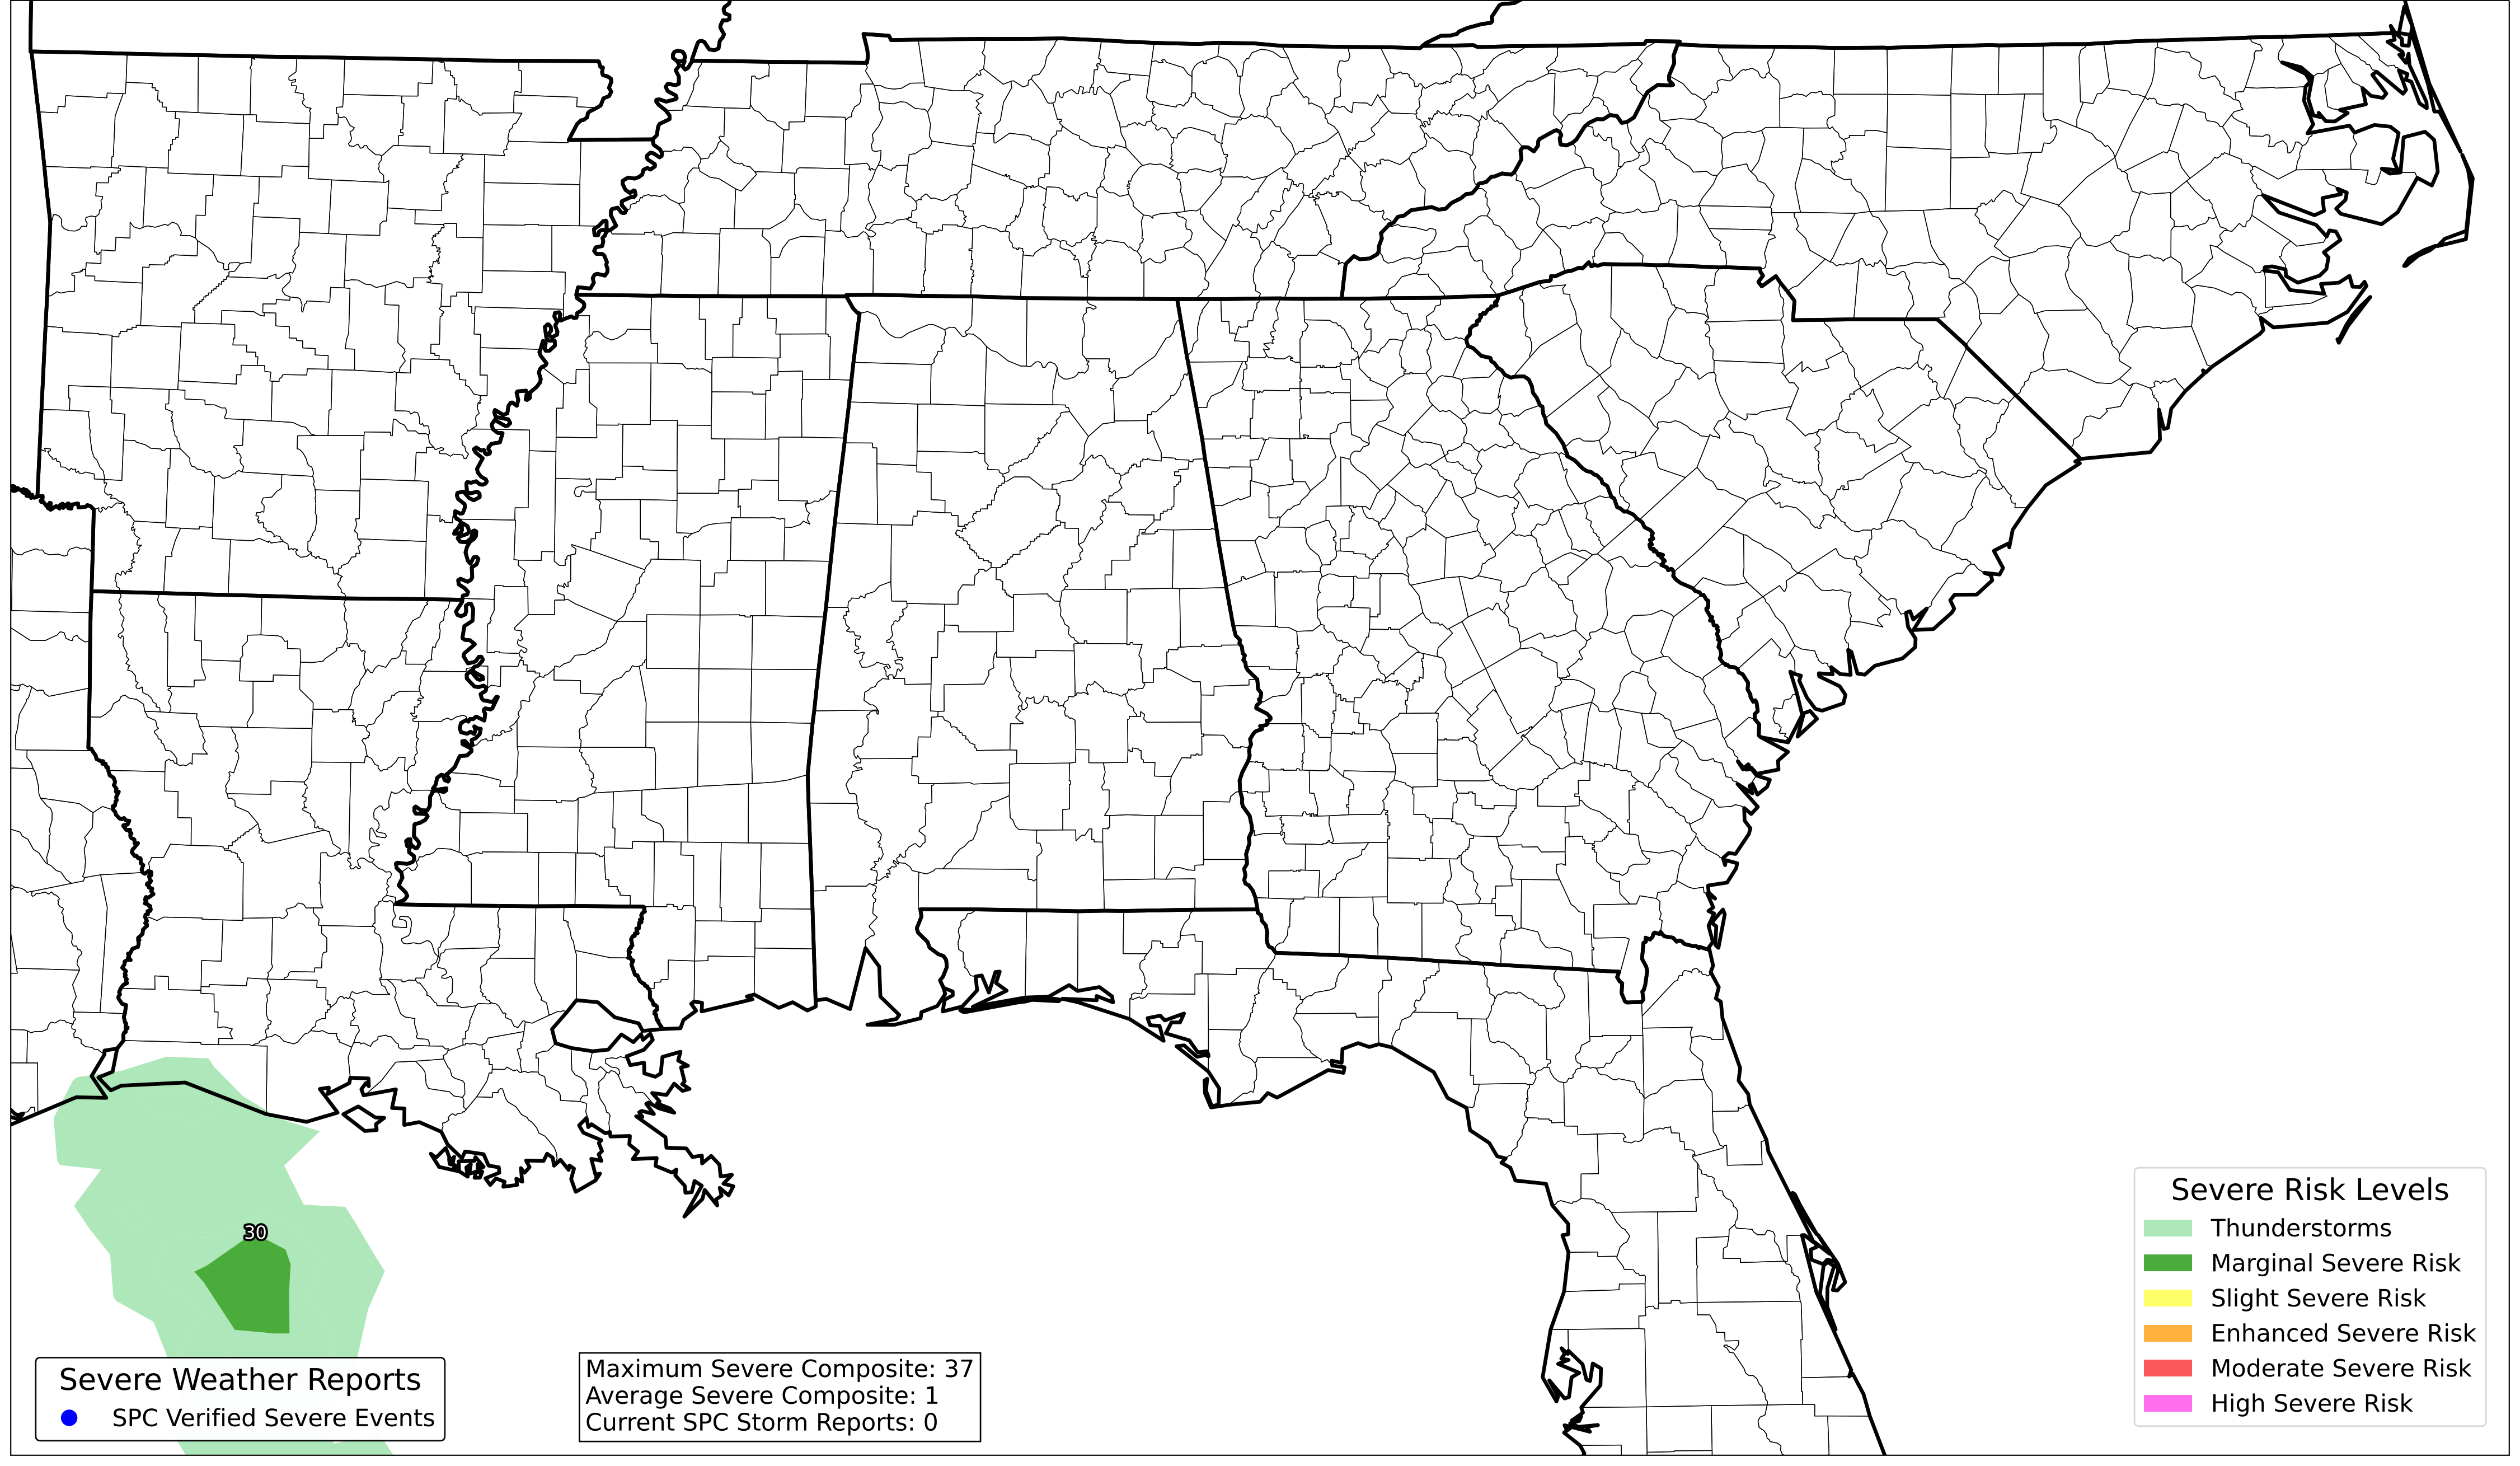 30
Severe Weather Reports
SPC Verified Severe Events
Maximum Severe Composite: 37
Average Severe Composite: 1
Current SPC Storm Reports: 0
Severe Risk Levels
Thunderstorms
Marginal Severe Risk
Slight Severe Risk
Enhanced Severe Risk
Moderate Severe Risk
High Severe Risk